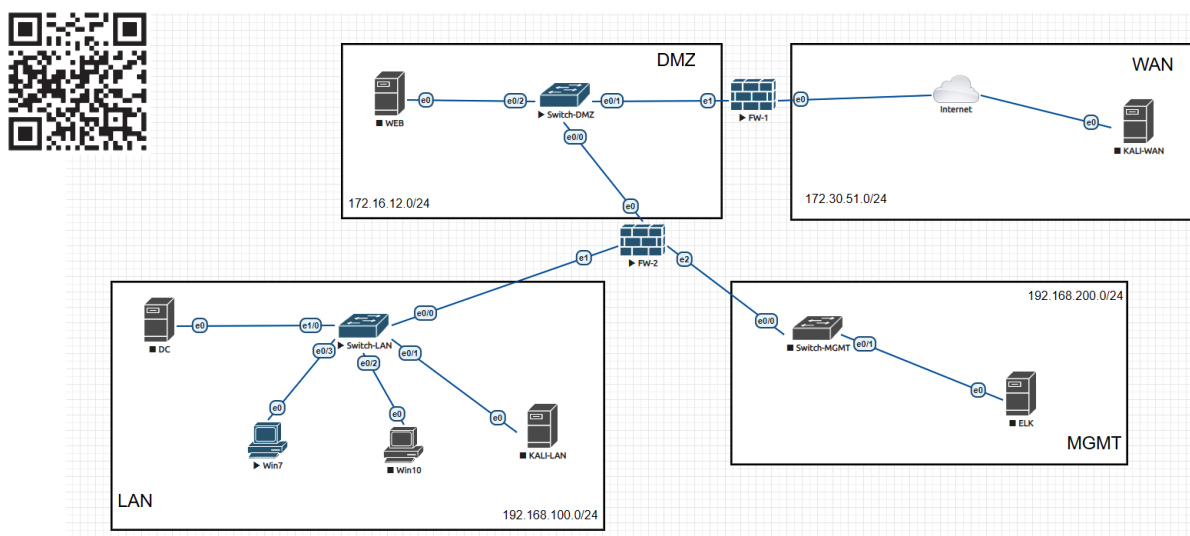 DMZ
WAN
WEB
e0
e0/2
Switch-DMZ
e0/1
e0/0
e1
FW-1
e0
Internet
e0
KALI-WAN
172.16.12.0/24
172.30.51.0/24
e0
FW-2
e1
e2
192.168.200.0/24
DC
e0
e1/0
Switch-LAN
e0/0
e0/3
e0/2
e0/1
e0
Win7
e0
Win10
e0
KALI-LAN
e0/0
Switch-MGMT
e0/1
e0
ELK
MGMT
LAN
192.168.100.0/24